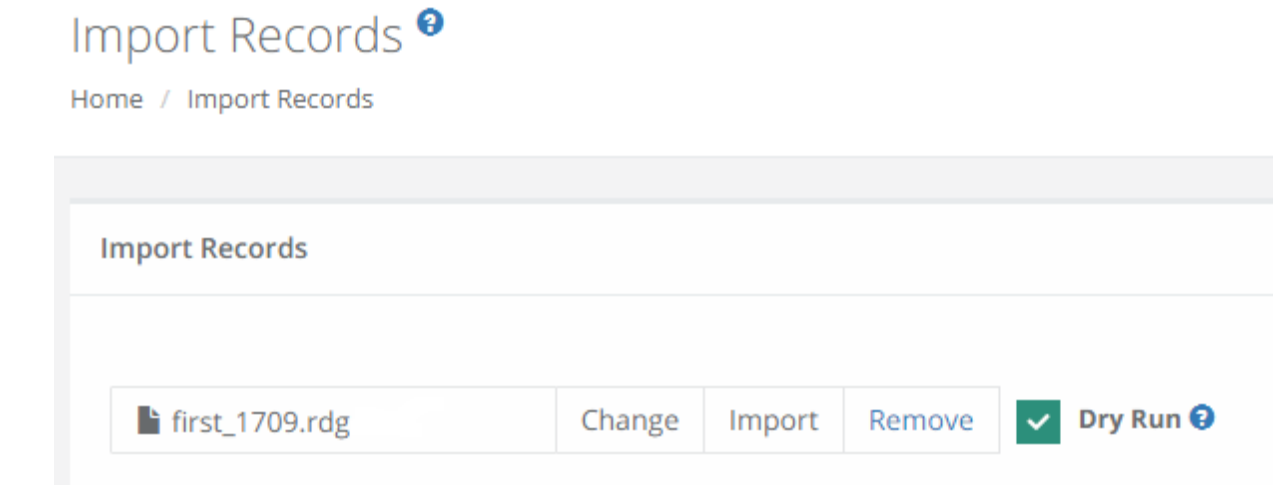 Import Records
Home / Import Records
Import Records
first_1709.rdg Change Import Remove Dry Run